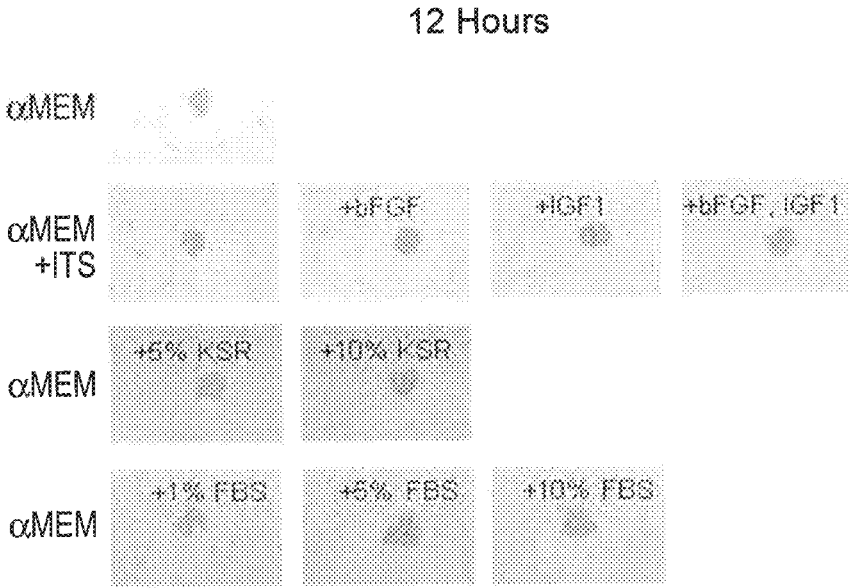 12 Hours
αMEM
αMEM
+ITS
+bFGF
+IGF1
+bFGF, IGF1
αMEM
+5% KSR
+10% KSR
αMEM
+1% FBS
+5% FBS
+10% FBS